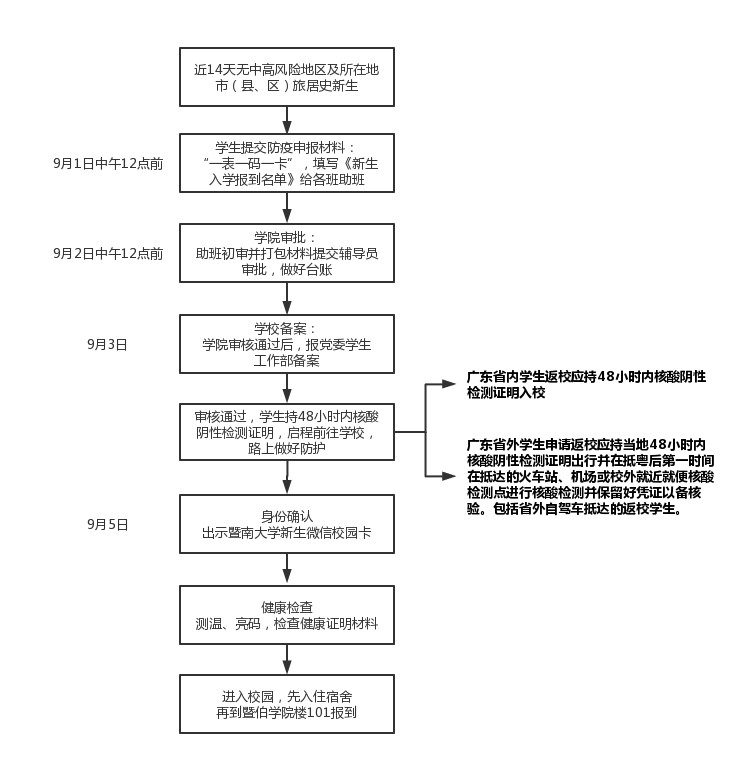 近14天无中高风险地区及所在地
市（县、区）旅居史新生
9月1日中午12点前
学生提交防疫申报材料：
“一表一码一卡”，填写《新生
入学报到名单》给各班助班
9月2日中午12点前
学院审批：
助班初审并打包材料提交辅导员
审批，做好台账
9月3日
学校备案：
学院审核通过后，报党委学生
工作部备案
审核通过，学生持48小时内核酸
阴性检测证明，启程前往学校，
路上做好防护
广东省内学生返校应持48小时内核酸阴性
检测证明入校
广东省外学生申请返校应持当地48小时内
核酸阴性检测证明出行并在抵粤后第一时间
在抵达的火车站、机场或校外就近就便核酸
检测点进行核酸检测并保留好凭证以备核
验。包括省外自驾车抵达的返校学生。
9月5日
身份确认
出示暨南大学新生微信校园卡
健康检查
测温、亮码，检查健康证明材料
进入校园，先入住宿舍
再到暨伯学院楼101报到